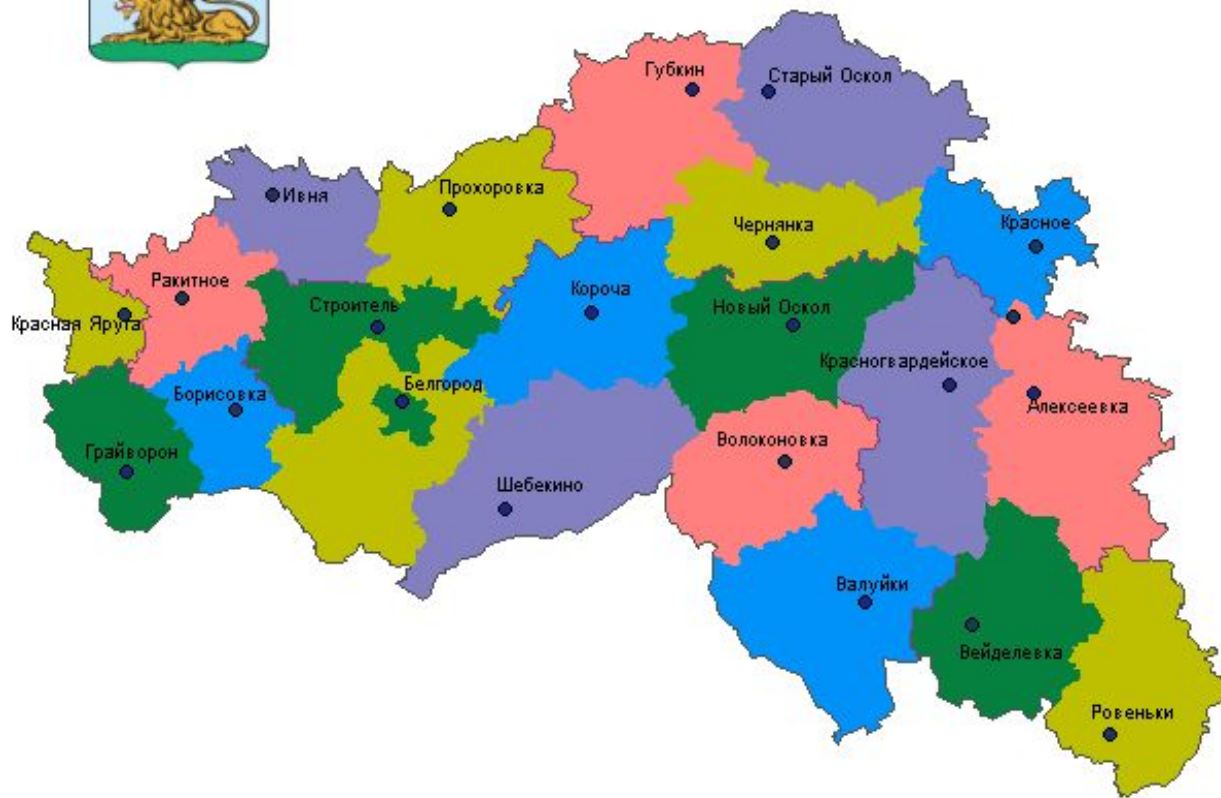 Губкин
Старый Оскол
Ивня
Прохоровка
Чернянка
Красное
Ракитное
Строитель
Короча
Новый Оскол
Красная Яруга
Красногвардейское
Борисовка
Белгород
Алексеевка
Грайворон
Волоконовка
Шебекино
Валуйки
Вейделевка
Ровеньки